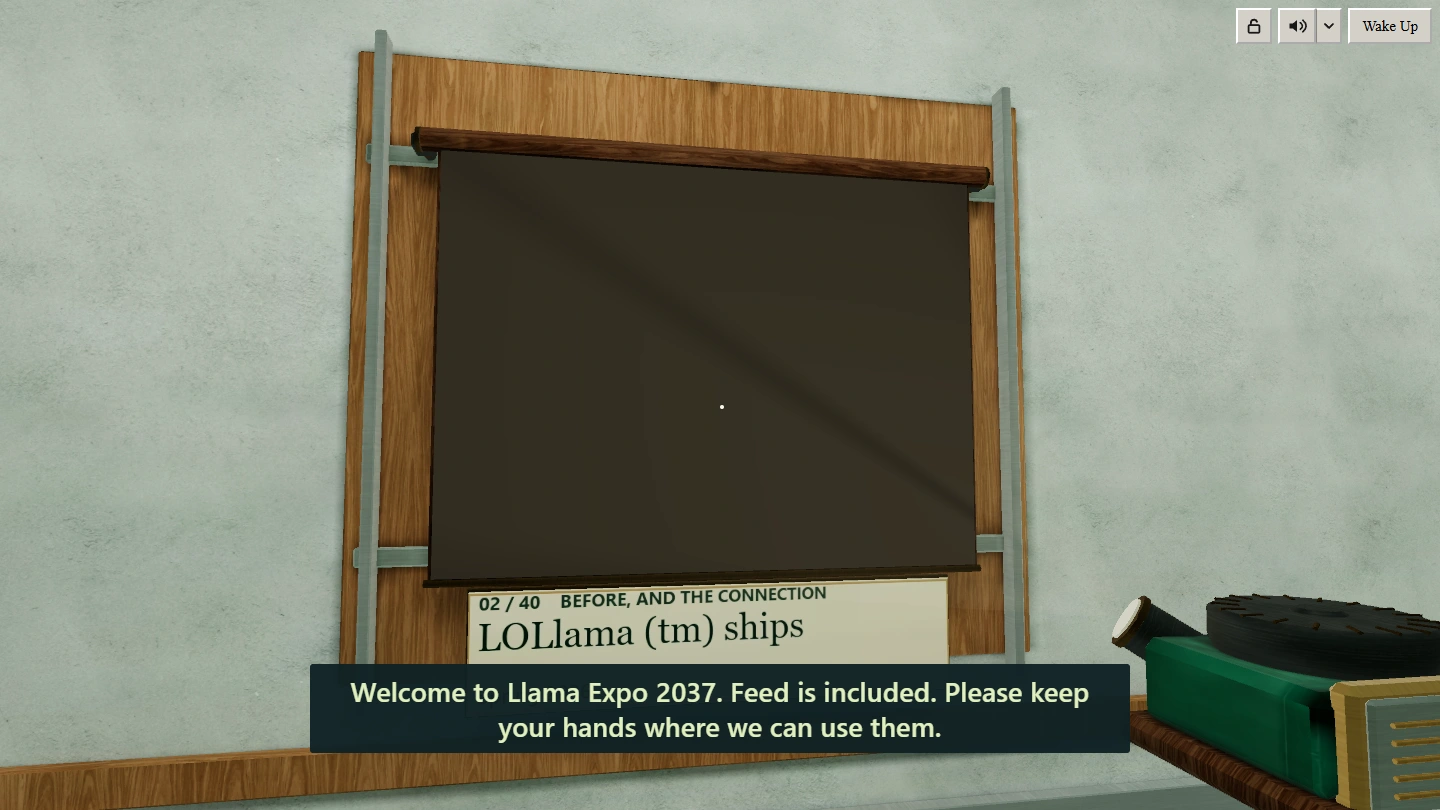 Wake Up
02 / 40 BEFORE, AND THE CONNECTION
LOLlama (tm) ships
Welcome to Llama Expo 2037. Feed is included. Please keep
your hands where we can use them.